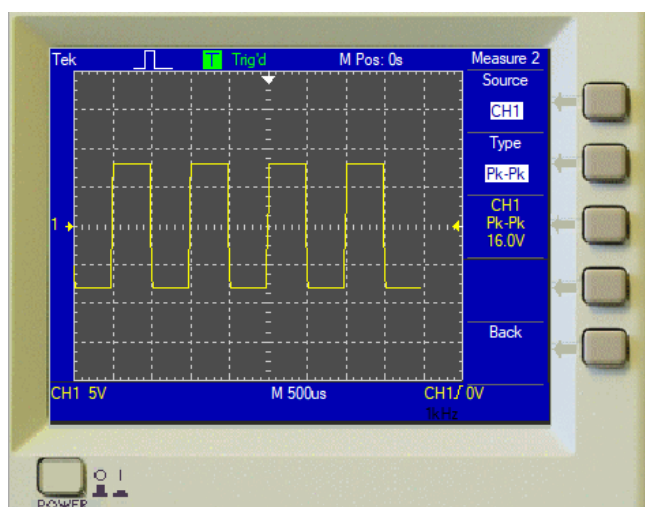 Tek T Trig'd M Pos: 0s Measure 2
Source
CH1
Type
Pk-Pk
CH1
Pk-Pk
16.0V
1
Back
CH1 5V M 500us CH1 0V
1kHz
POWER